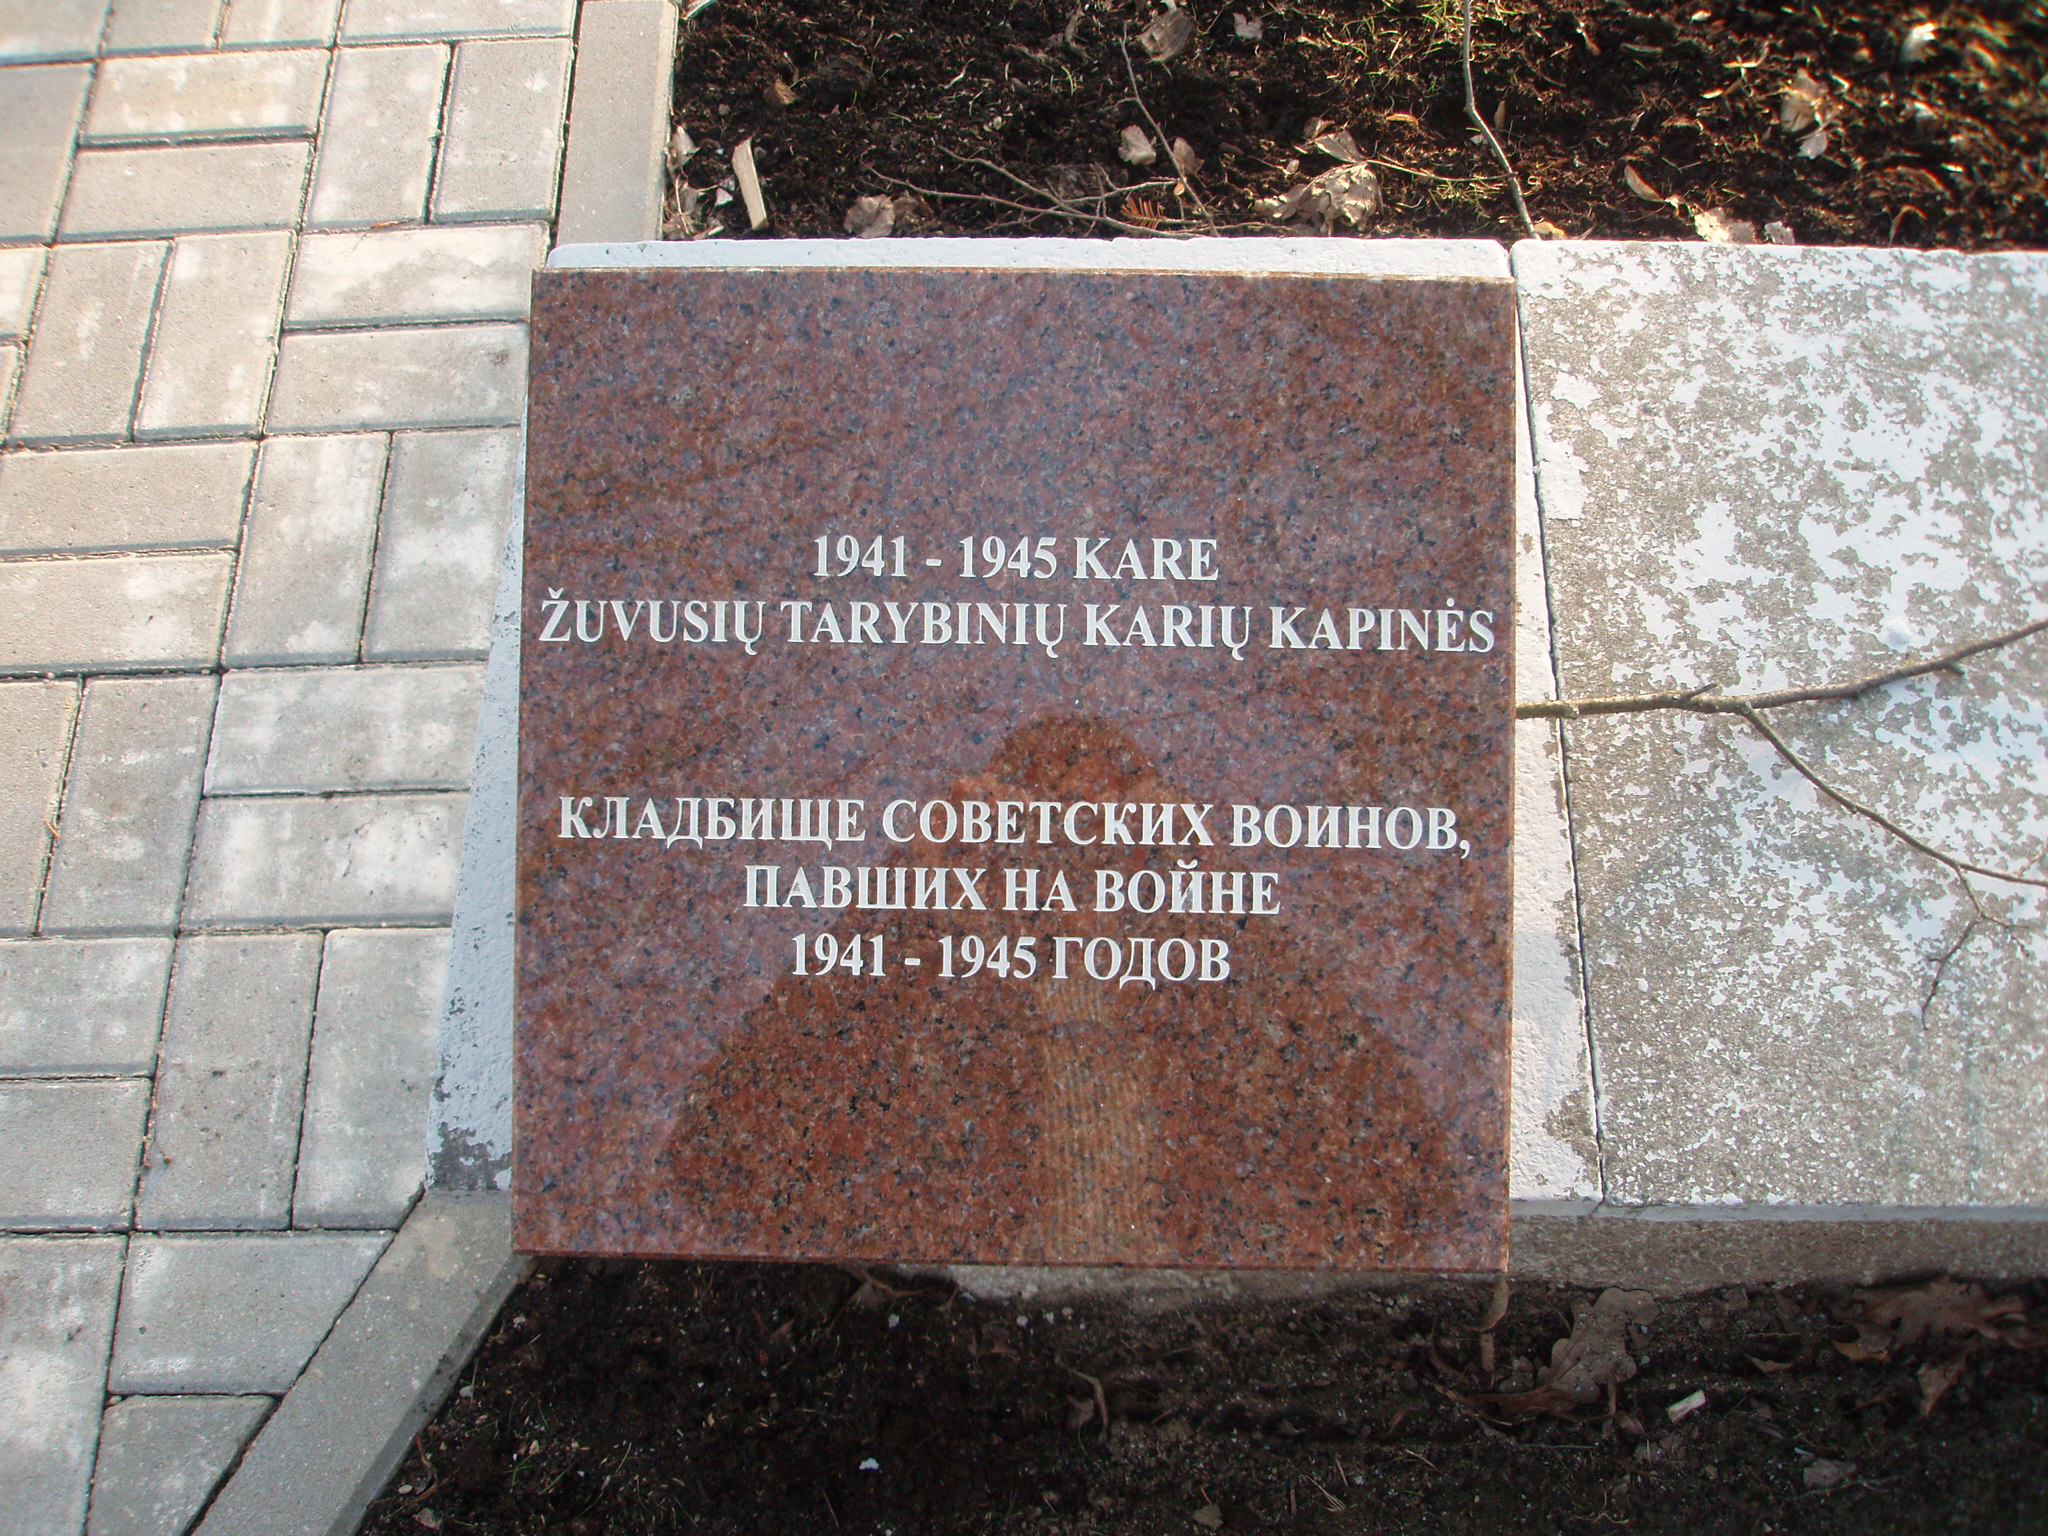 1941 - 1945 KARE
ŽUVUSIŲ TARYBINIŲ KARIŲ KAPINĖS
КЛАДБИЩЕ СОВЕТСКИХ ВОИНОВ,
ПАВШИХ НА ВОЙНЕ
1941 - 1945 ГОДОВ